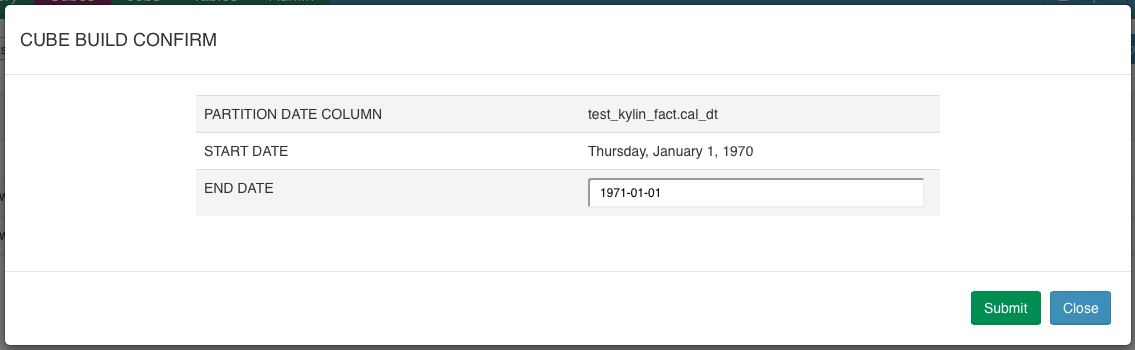 CUBE BUILD CONFIRM
PARTITION DATE COLUMN test_kylin_fact.cal_dt
START DATE Thursday, January 1, 1970
END DATE 1971-01-01
Submit Close